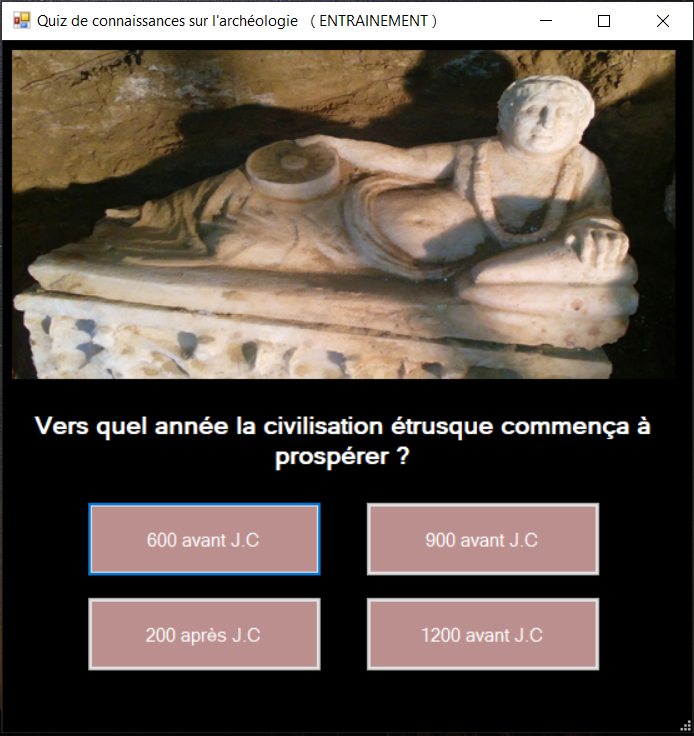 Quiz de connaissances sur l'archéologie ( ENTRAINEMENT )
Vers quel année la civilisation étrusque commença à
prospérer ?
600 avant J.C
900 avant J.C
200 après J.C
1200 avant J.C